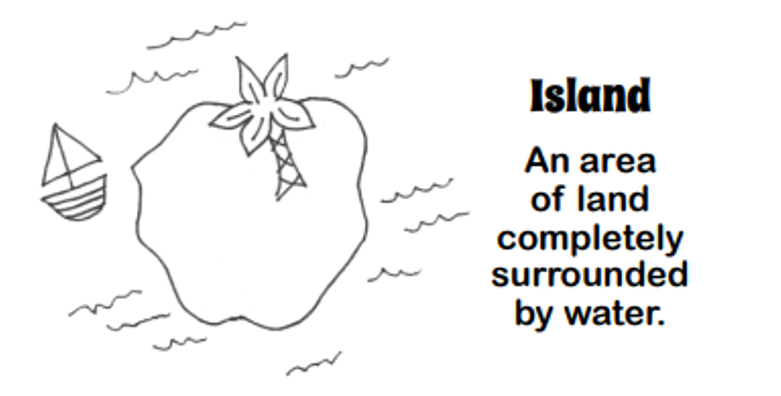 Island
An area
of land
completely
surrounded
by water.